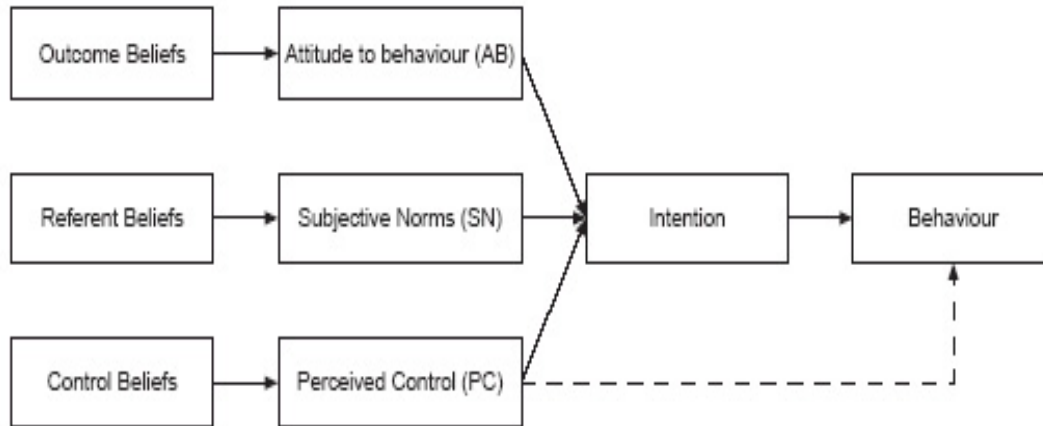 Outcome Beliefs
Attitude to behaviour (AB)
Referent Beliefs
Subjective Norms (SN)
Intention
Behaviour
Control Beliefs
Perceived Control (PC)